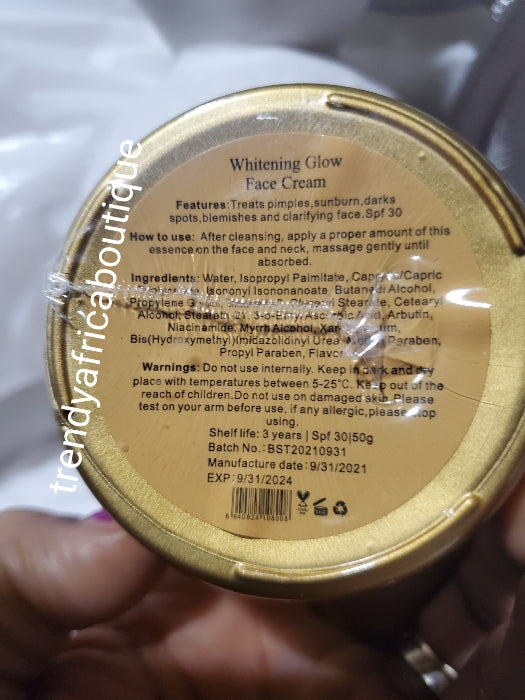 Whitening Glow
Face Cream
Features:Treats pimples,sunburn,darks
spots,blemishes and clarifying face.Spf 30
How to use: After cleansing, apply a proper amount of this
essence on the face and neck, massage gently until
absorbed.
Ingredients: Water, Isopropyl Palmitate, Capric
Isononyl Isononanoate, Butanediol Alcohol,
Propylene Stearate, Cetearyl
Alcohol, 3-o-Ethyl Ascorbic Acid, Arbutin,
Niacinamide, Myrrh Alcohol,
Bis(Hydroxymethyl)Imidazolidinyl Urea, Paraben,
Propyl Paraben, Flavor
Warnings: Do not use internally. Keep in dark and dry
place with temperatures between 5-25°C. Keep out of the
reach of children.Do not use on damaged skin. Please
test on your arm before use, if any allergic,please stop
using.
Shelf life: 3 years | Spf 30|50g
Batch No.: BST20210931
Manufacture date: 9/31/2021
EXP: 9/31/2024
trendyafricaboutique